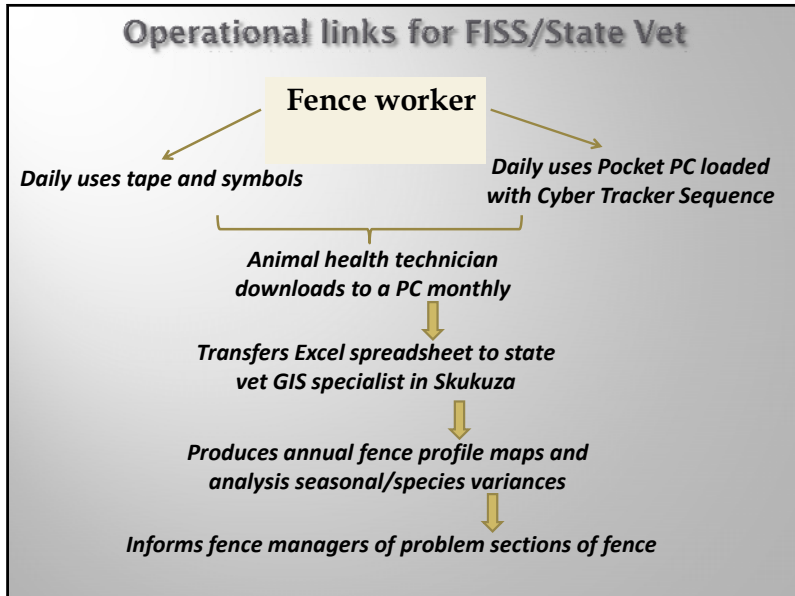 Operational links for FISS/State Vet
Fence worker
Daily uses tape and symbols
Daily uses Pocket PC loaded
with Cyber Tracker Sequence
Animal health technician
downloads to a PC monthly
Transfers Excel spreadsheet to state
vet GIS specialist in Skukuza
Produces annual fence profile maps and
analysis seasonal/species variances
Informs fence managers of problem sections of fence